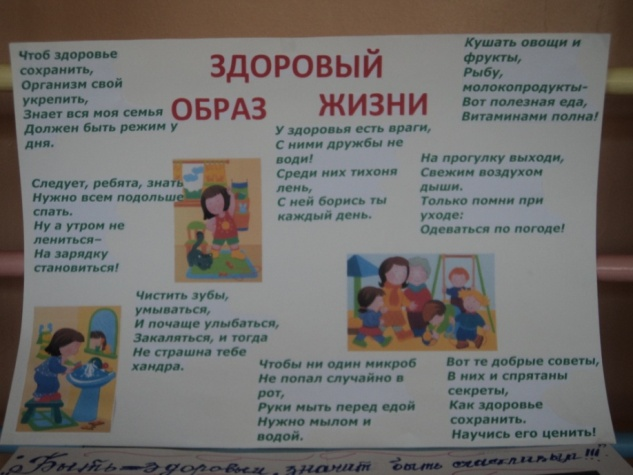 Чтоб здоровье
сохранить,
Организм свой
укрепить,
Знает вся моя семья
Должен быть режим у
дня.
ЗДОРОВЫЙ
ОБРАЗ ЖИЗНИ
Кушать овощи и
фрукты,
Рыбу,
молокопродукты-
Вот полезная еда,
Витаминами полна!
У здоровья есть враги,
С ними дружбы не
води!
Среди них тихоня
лень,
С ней борись ты
каждый день.
На прогулку выходи,
Свежим воздухом
дыши.
Только помни при
уходе:
Одеваться по погоде!
Следует, ребята, знать
Нужно всем подольше
спать.
Ну а утром не
лениться–
На зарядку
становиться!
Чистить зубы,
умываться,
И почаще улыбаться,
Закаляться, и тогда
Не страшна тебе
хандра.
Чтобы ни один микроб
Не попал случайно в
рот,
Руки мыть перед едой
Нужно мылом и
водой.
Вот те добрые советы,
В них и спрятаны
секреты,
Как здоровье
сохранить.
Научись его ценить!
"Быть здоровым, значит быть счастливым!!!"